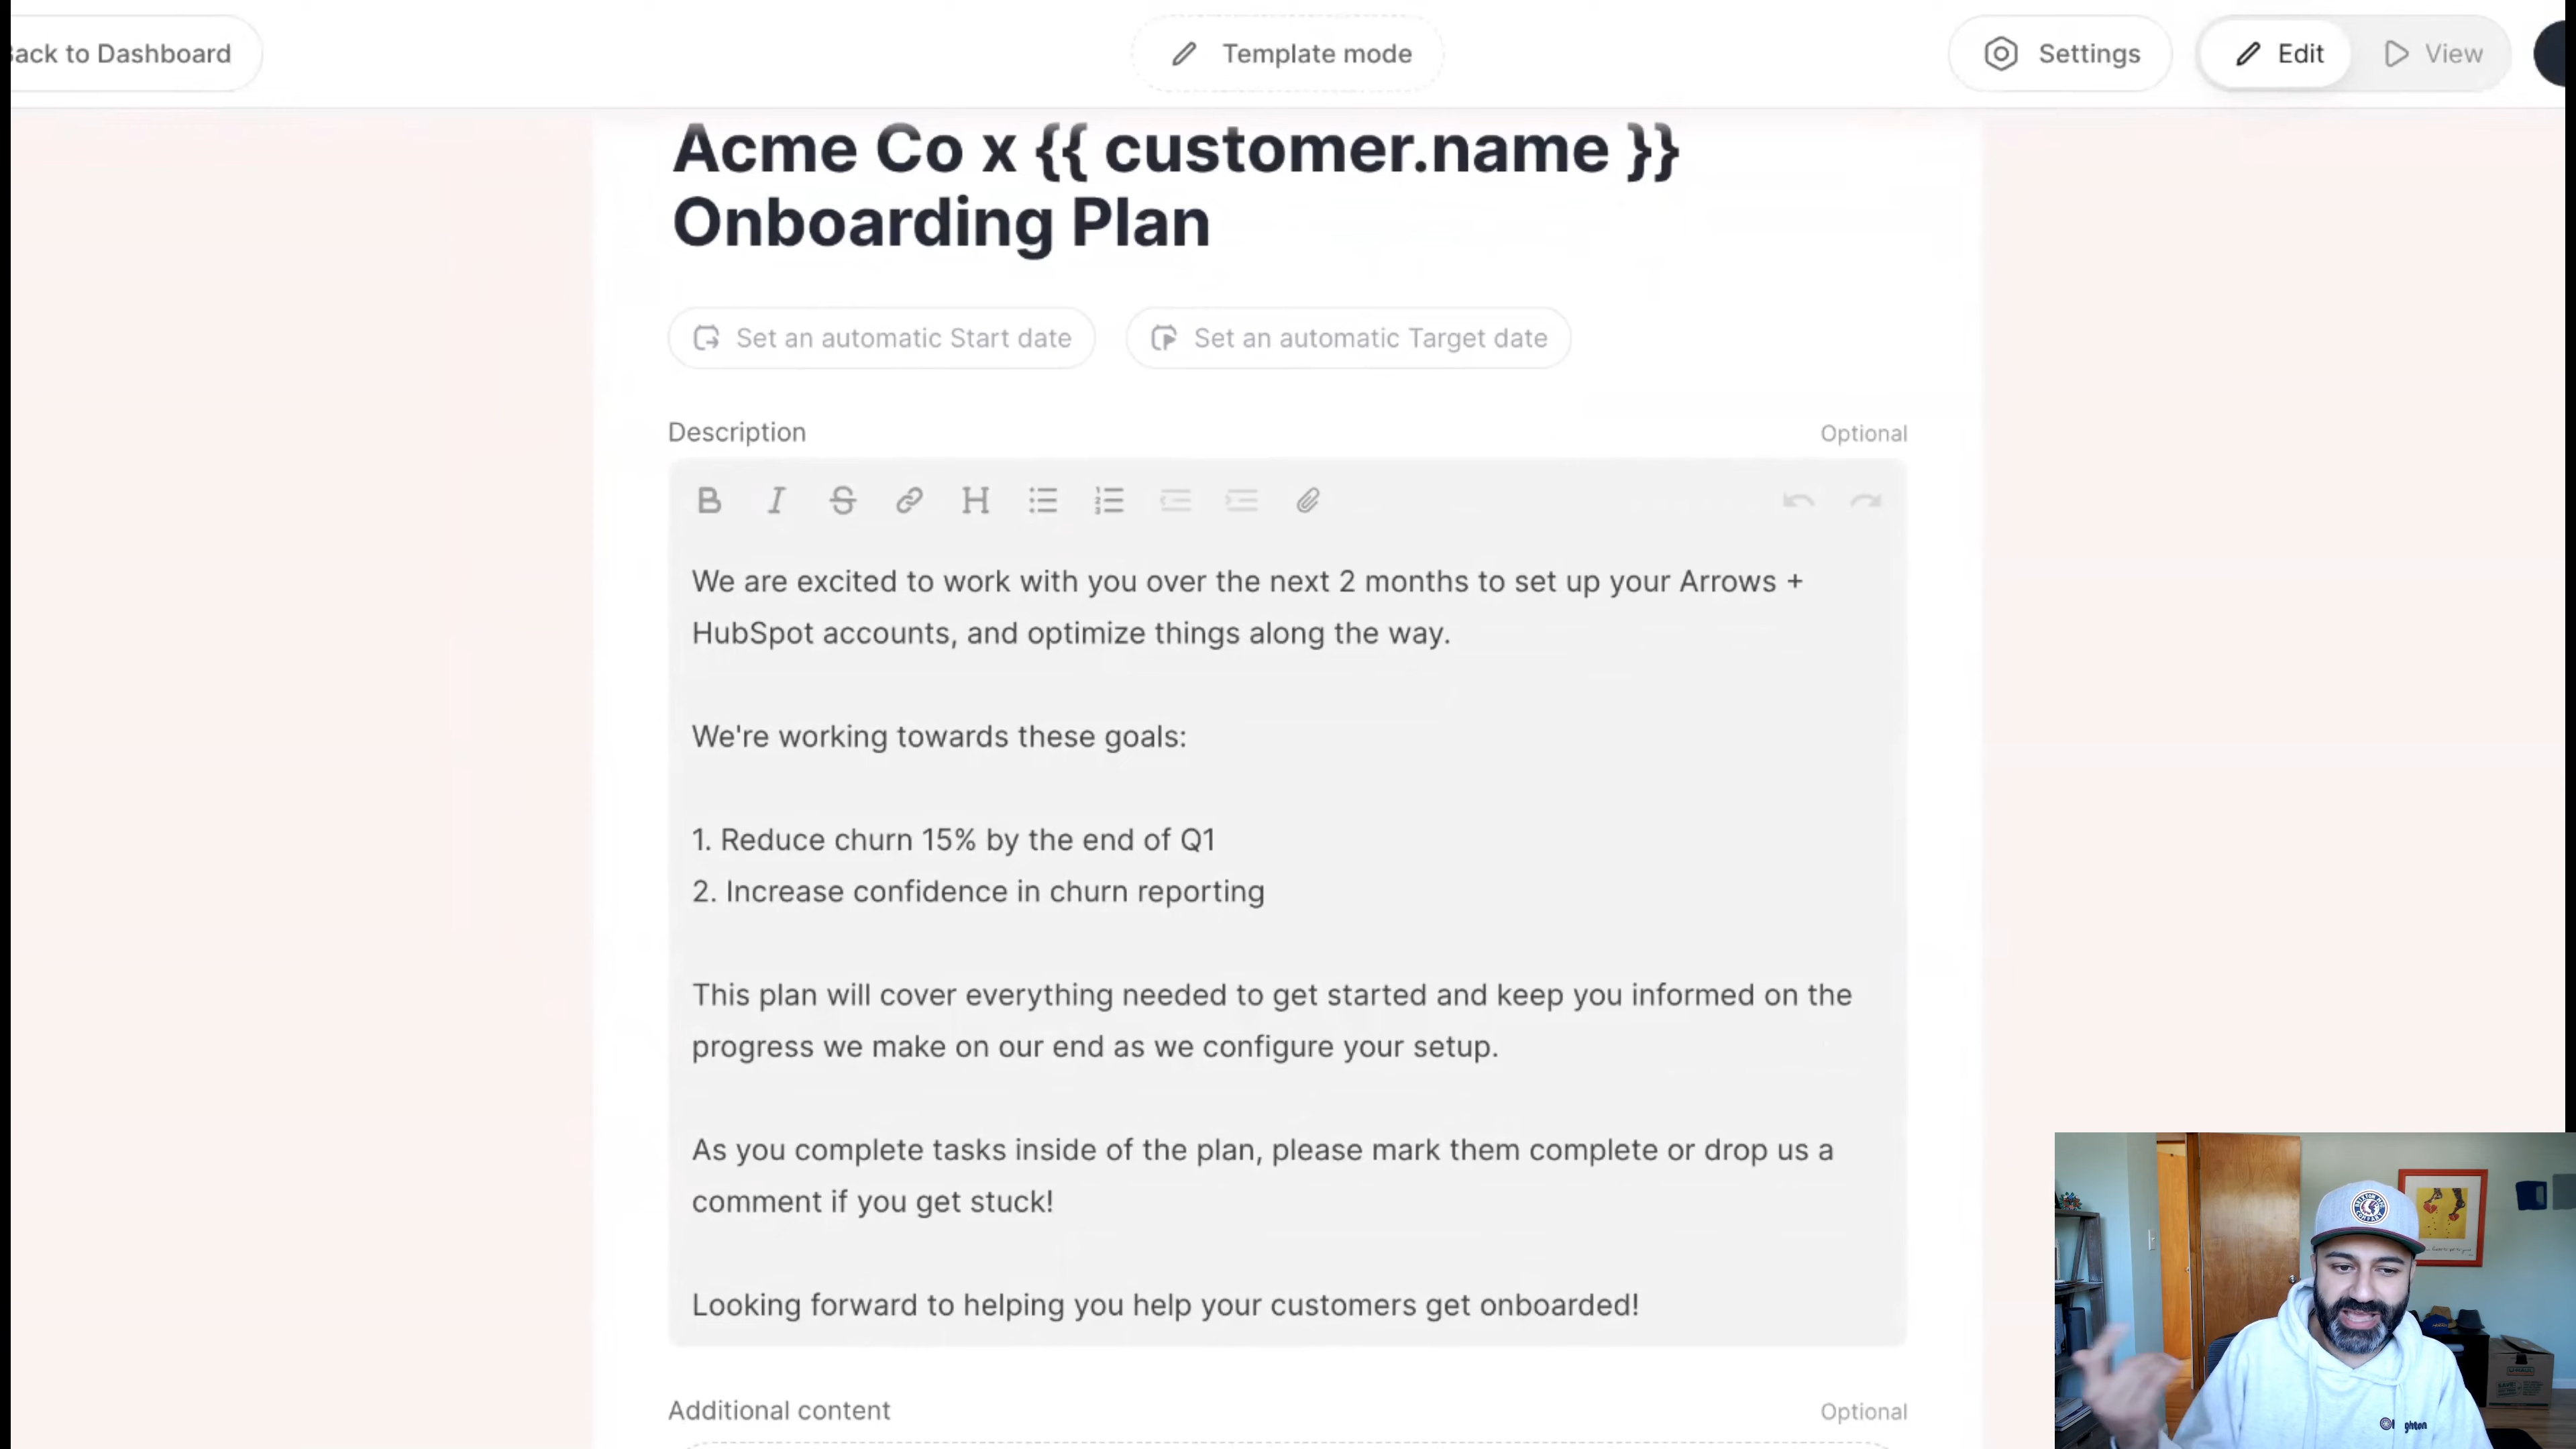 Back to Dashboard
Template mode
Settings
Edit
View
Acme Co x {{ customer.name }}
Onboarding Plan
Set an automatic Start date
Set an automatic Target date
Description
Optional
We are excited to work with you over the next 2 months to set up your Arrows +
HubSpot accounts, and optimize things along the way.
We're working towards these goals:
1. Reduce churn 15% by the end of Q1
2. Increase confidence in churn reporting
This plan will cover everything needed to get started and keep you informed on the
progress we make on our end as we configure your setup.
As you complete tasks inside of the plan, please mark them complete or drop us a
comment if you get stuck!
Looking forward to helping you help your customers get onboarded!
Additional content
Optional